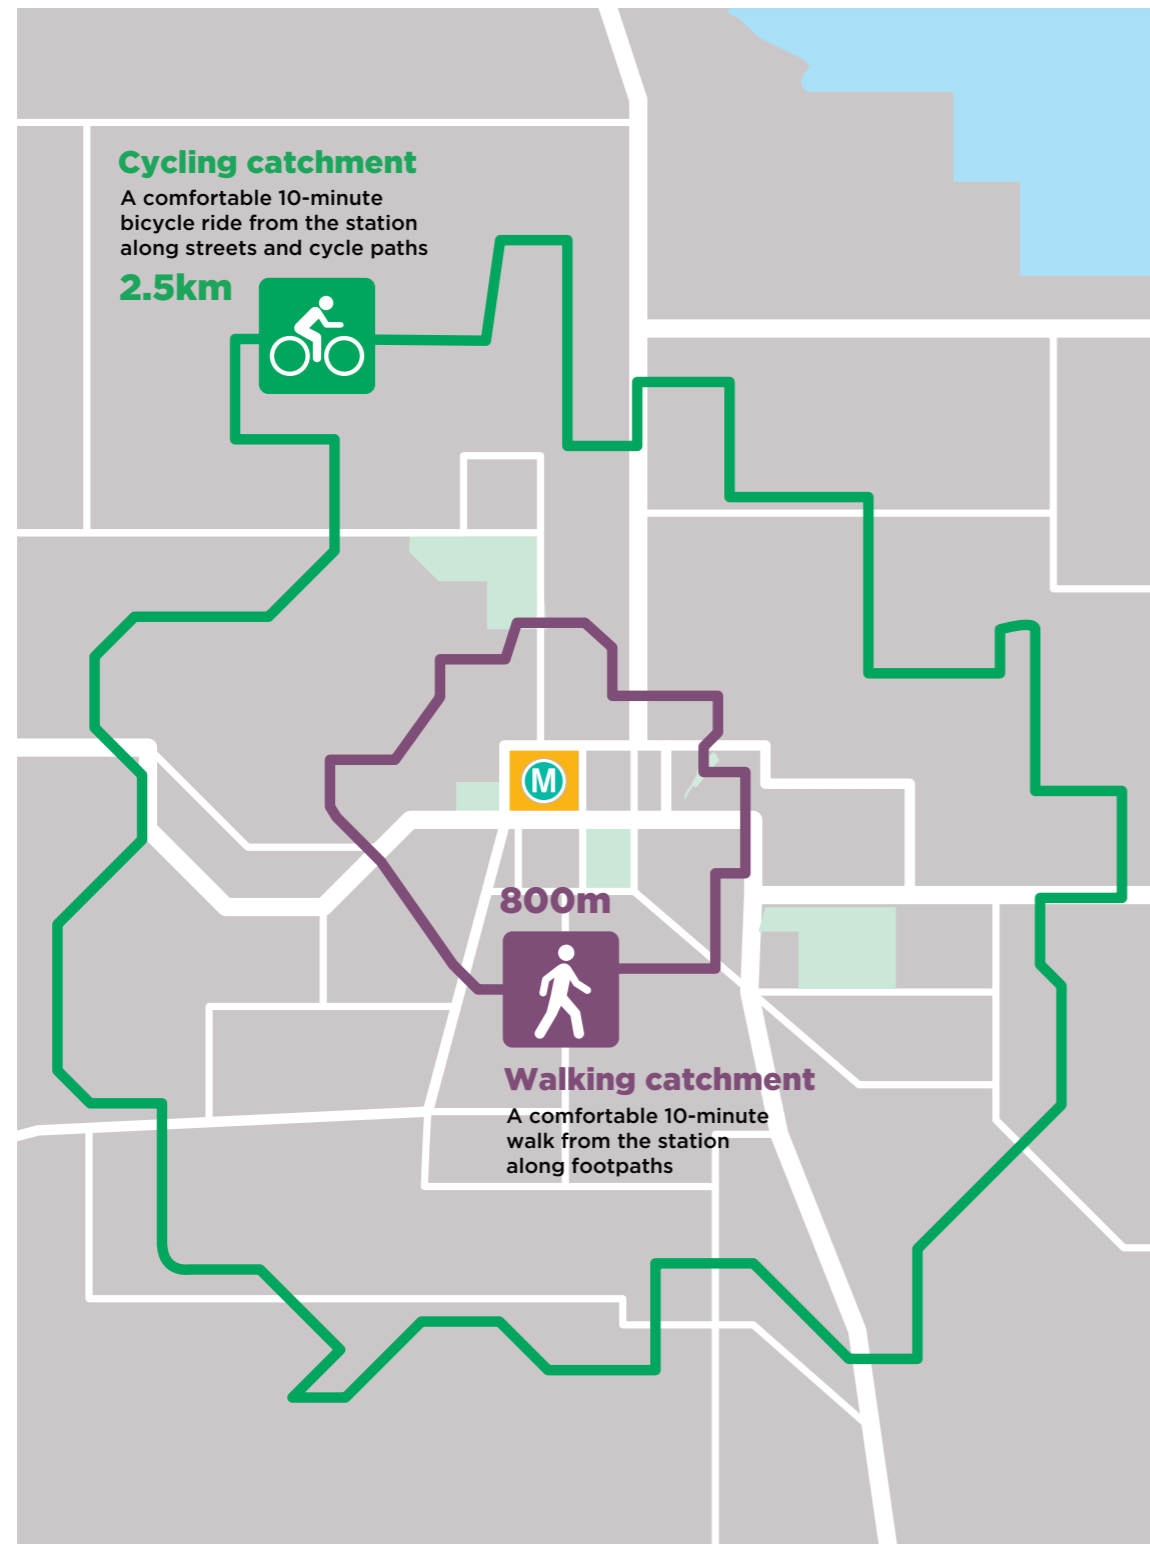 Cycling catchment
A comfortable 10-minute
bicycle ride from the station
along streets and cycle paths
2.5km
M
800m
Walking catchment
A comfortable 10-minute
walk from the station
along footpaths